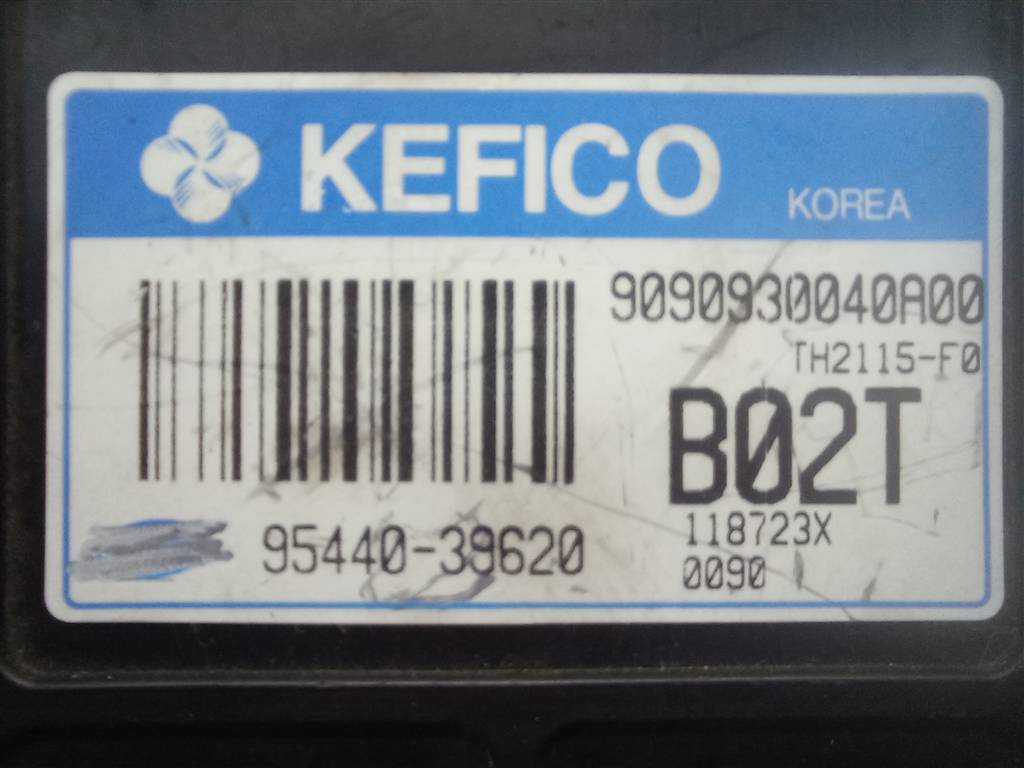 KEFICO
KOREA
9090930040A00
TH2115-F0
B02T
118723X
0090
95440-39620